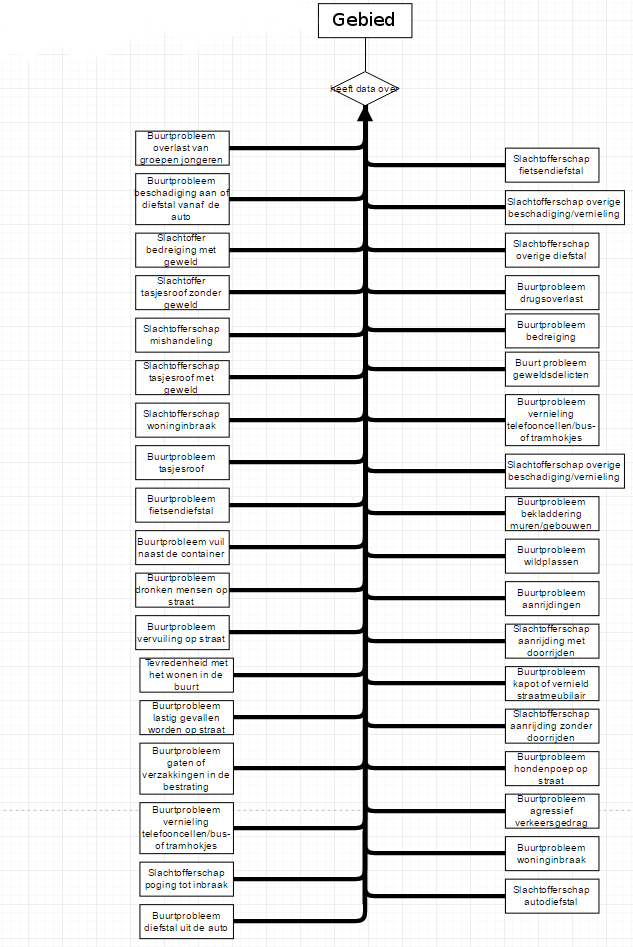 Gebied
heeft data over
Buurtprobleem
overlast van
groepen jongeren
Buurtprobleem
beschadiging aan of
diefstal vanaf de
auto
Slachtoffer
bedreiging met
geweld
Slachtoffer
tasjesroof zonder
geweld
Slachtofferschap
mishandeling
Slachtofferschap
tasjesroof met
geweld
Slachtofferschap
woninginbraak
Buurtprobleem
tasjesroof
Buurtprobleem
fietsendiefstal
Buurtprobleem vuil
naast de container
Buurtprobleem
dronken mensen op
straat
Buurtprobleem
vervuiling op straat
Tevredenheid met
het wonen in de
buurt
Buurtprobleem
lastig gevallen
worden op straat
Buurtprobleem
gaten of
verzakkingen in de
bestrating
Buurtprobleem
vernieling
telefooncellen/bus-
of tramhokjes
Slachtofferschap
poging tot inbraak
Buurtprobleem
diefstal uit de auto
Slachtofferschap
fietsendiefstal
Slachtofferschap overige
beschadiging/vernieling
Slachtofferschap
overige diefstal
Buurtprobleem
drugsoverlast
Buurtprobleem
bedreiging
Buurt probleem
geweldsdelicten
Buurtprobleem
vernieling
telefooncellen/bus-
of tramhokjes
Slachtofferschap overige
beschadiging/vernieling
Buurtprobleem
bekladdering
muren/gebouwen
Buurtprobleem
wildplassen
Buurtprobleem
aanrijdingen
Slachtofferschap
aanrijding met
doorrijden
Buurtprobleem
kapot of vernield
straatmeubilair
Slachtofferschap
aanrijding zonder
doorrijden
Buurtprobleem
hondenpoep op
straat
Buurtprobleem
agressief
verkeersgedrag
Buurtprobleem
woninginbraak
Slachtofferschap
autodiefstal